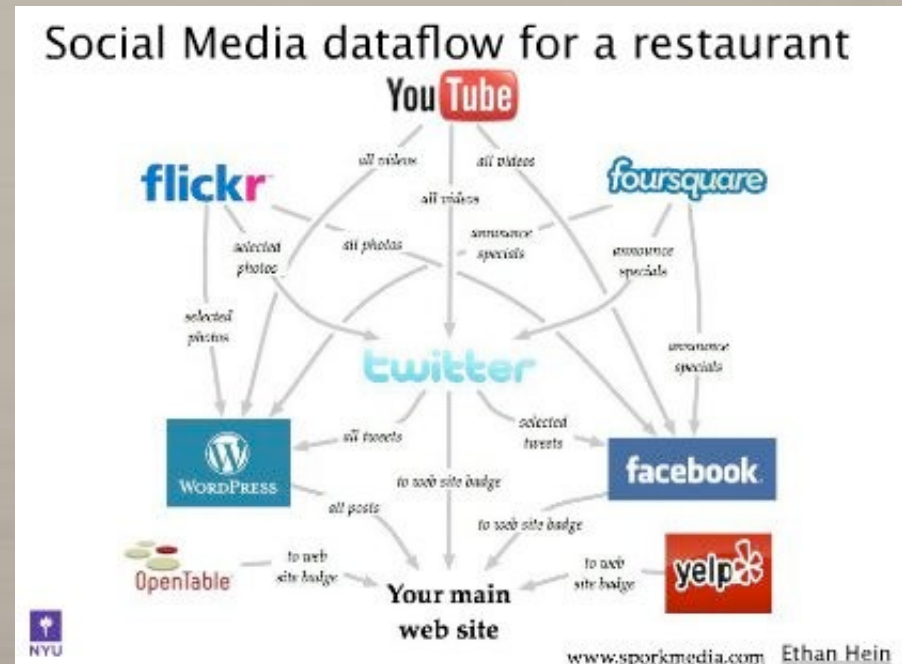 Social Media dataflow for a restaurant
YouTube
flickr
foursquare
all videos
all videos
all videos
selected
photos
all photos
announce
specials
announce
specials
selected
photos
announce
specials
twitter
WORDPRESS
all tweets
selected
tweets
facebook
to web site badge
all posts
to web site badge
OpenTable
to web
site badge
to web
site badge
yelp
Your main
web site
NYU
www.sporkmedia.com
Ethan Hein